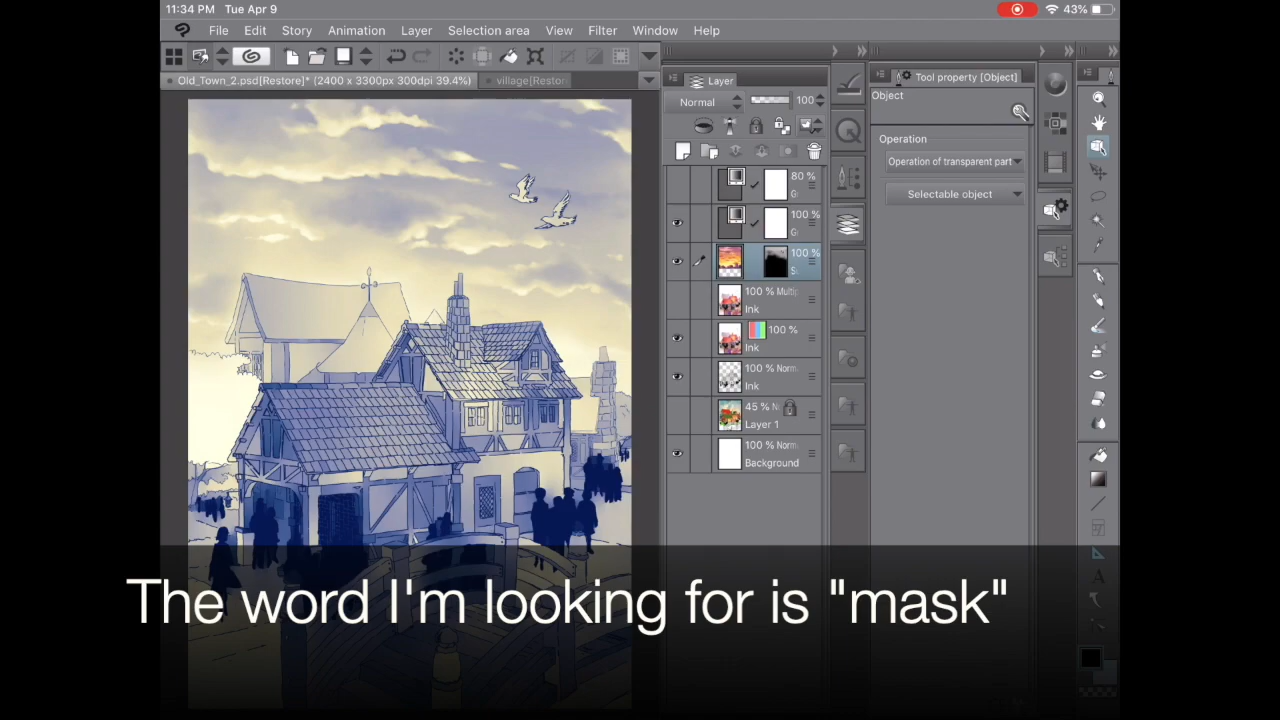 11:34 PM Tue Apr 9
43%
File Edit Story Animation Layer Selection area View Filter Window Help
Old_Town_2.psd[Restore]* (2400 x 3300px 300dpi 39.4%)
village[Restor
Layer
Normal
100
80 %
100 %
100 %
100 % Multip
Ink
100 %
Ink
100 % Norm
Ink
45 % N
Layer 1
100 % Norm
Background
Tool property [Object]
Object
Operation
Operation of transparent part
Selectable object
The word I'm looking for is "mask"